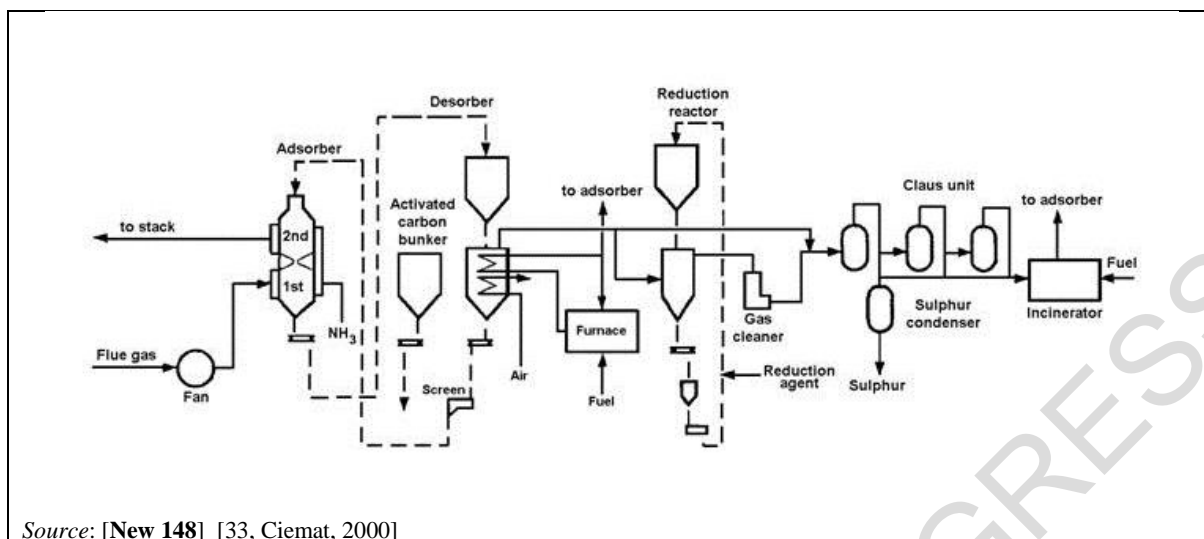 Desorber
Reduction
reactor
Adsorber
Claus unit
to adsorber
to adsorber
Activated
carbon
bunker
to stack
2nd
1st
Fuel
NH3
Furnace
Gas
cleaner
Sulphur
condenser
Incinerator
Flue gas
Fan
Screen
Air
Fuel
Reduction
agent
Sulphur
Source: [New 148] [33, Ciemat, 2000]
GRESS